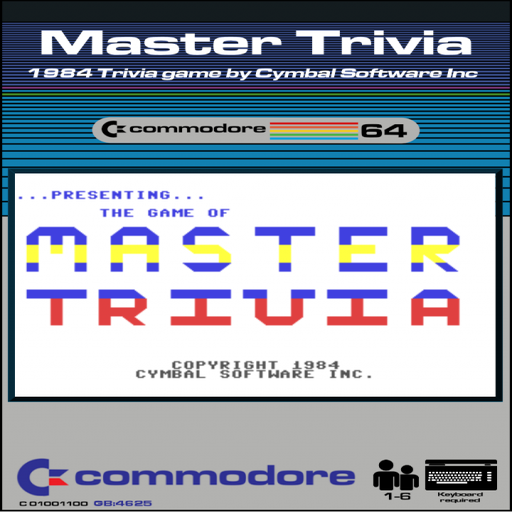 Master Trivia
1984 Trivia game by Cymbal Software Inc
commodore 64
...PRESENTING...
THE GAME OF
MASTER
TRIVIA
COPYRIGHT 1984
CYMBAL SOFTWARE INC.
commodore
C01001100 GB:4625
1-6
Keyboard
required